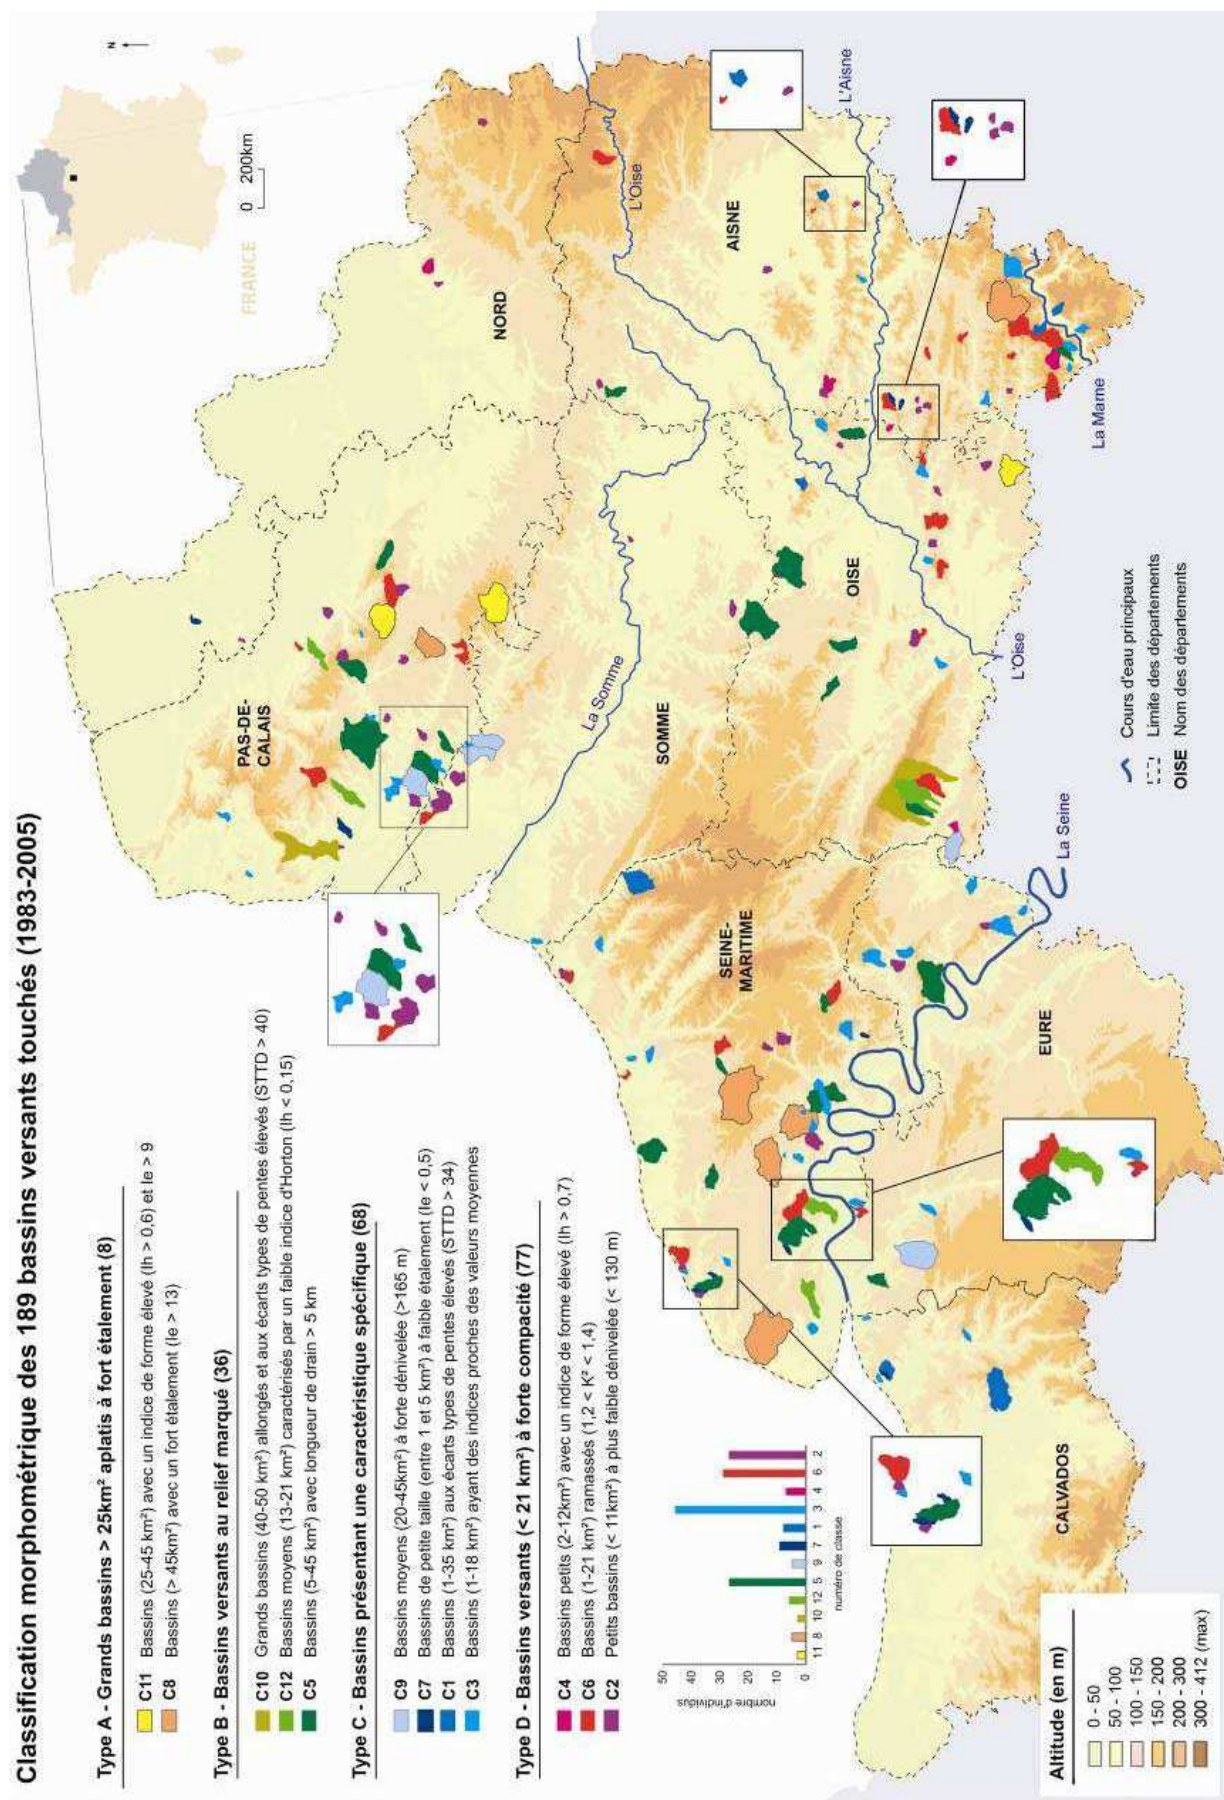 Classification morphométrique des 189 bassins versants touchés (1983-2005)
Type A - Grands bassins > 25km² aplatis à fort étalement (8)
C11 Bassins (25-45 km²) avec un indice de forme élevé (Ih > 0,6) et Ie > 9
C8 Bassins (> 45km²) avec un fort étalement (Ie > 13)
Type B - Bassins versants au relief marqué (36)
C10 Grands bassins (40-50 km²) allongés et aux écarts types de pentes élevés (STTD > 40)
C12 Bassins moyens (13-21 km²) caractérisés par un faible indice d'Horton (Ih < 0,15)
C5 Bassins (5-45 km²) avec longueur de drain > 5 km
Type C - Bassins présentant une caractéristique spécifique (68)
C9 Bassins moyens (20-45km²) à forte dénivelée (>165 m)
C7 Bassins de petite taille (entre 1 et 5 km²) à faible étalement (Ie < 0,5)
C1 Bassins (1-35 km²) aux écarts types de pentes élevés (STTD > 34)
C3 Bassins (1-18 km²) ayant des indices proches des valeurs moyennes
Type D - Bassins versants (< 21 km²) à forte compacité (77)
C4 Bassins petits (2-12km²) avec un indice de forme élevé (Ih > 0,7)
C6 Bassins (1-21 km²) ramassés (1,2 < K² < 1,4)
C2 Petits bassins (< 11km²) à plus faible dénivelée (< 130 m)
nombre d'individus
50
40
30
20
10
0
11 8 10 12 5 9 7 1 3 4 6 2
numéro de classe
Altitude (en m)
0 - 50
50 - 100
100 - 150
150 - 200
200 - 300
300 - 412 (max)
N
FRANCE
0 200km
PAS-DE-
CALAIS
NORD
La Somme
SOMME
L'Oise
AISNE
L'Aisne
SEINE-
MARITIME
OISE
L'Oise
La Marne
EURE
La Seine
CALVADOS
Cours d'eau principaux
Limite des départements
OISE Nom des départements